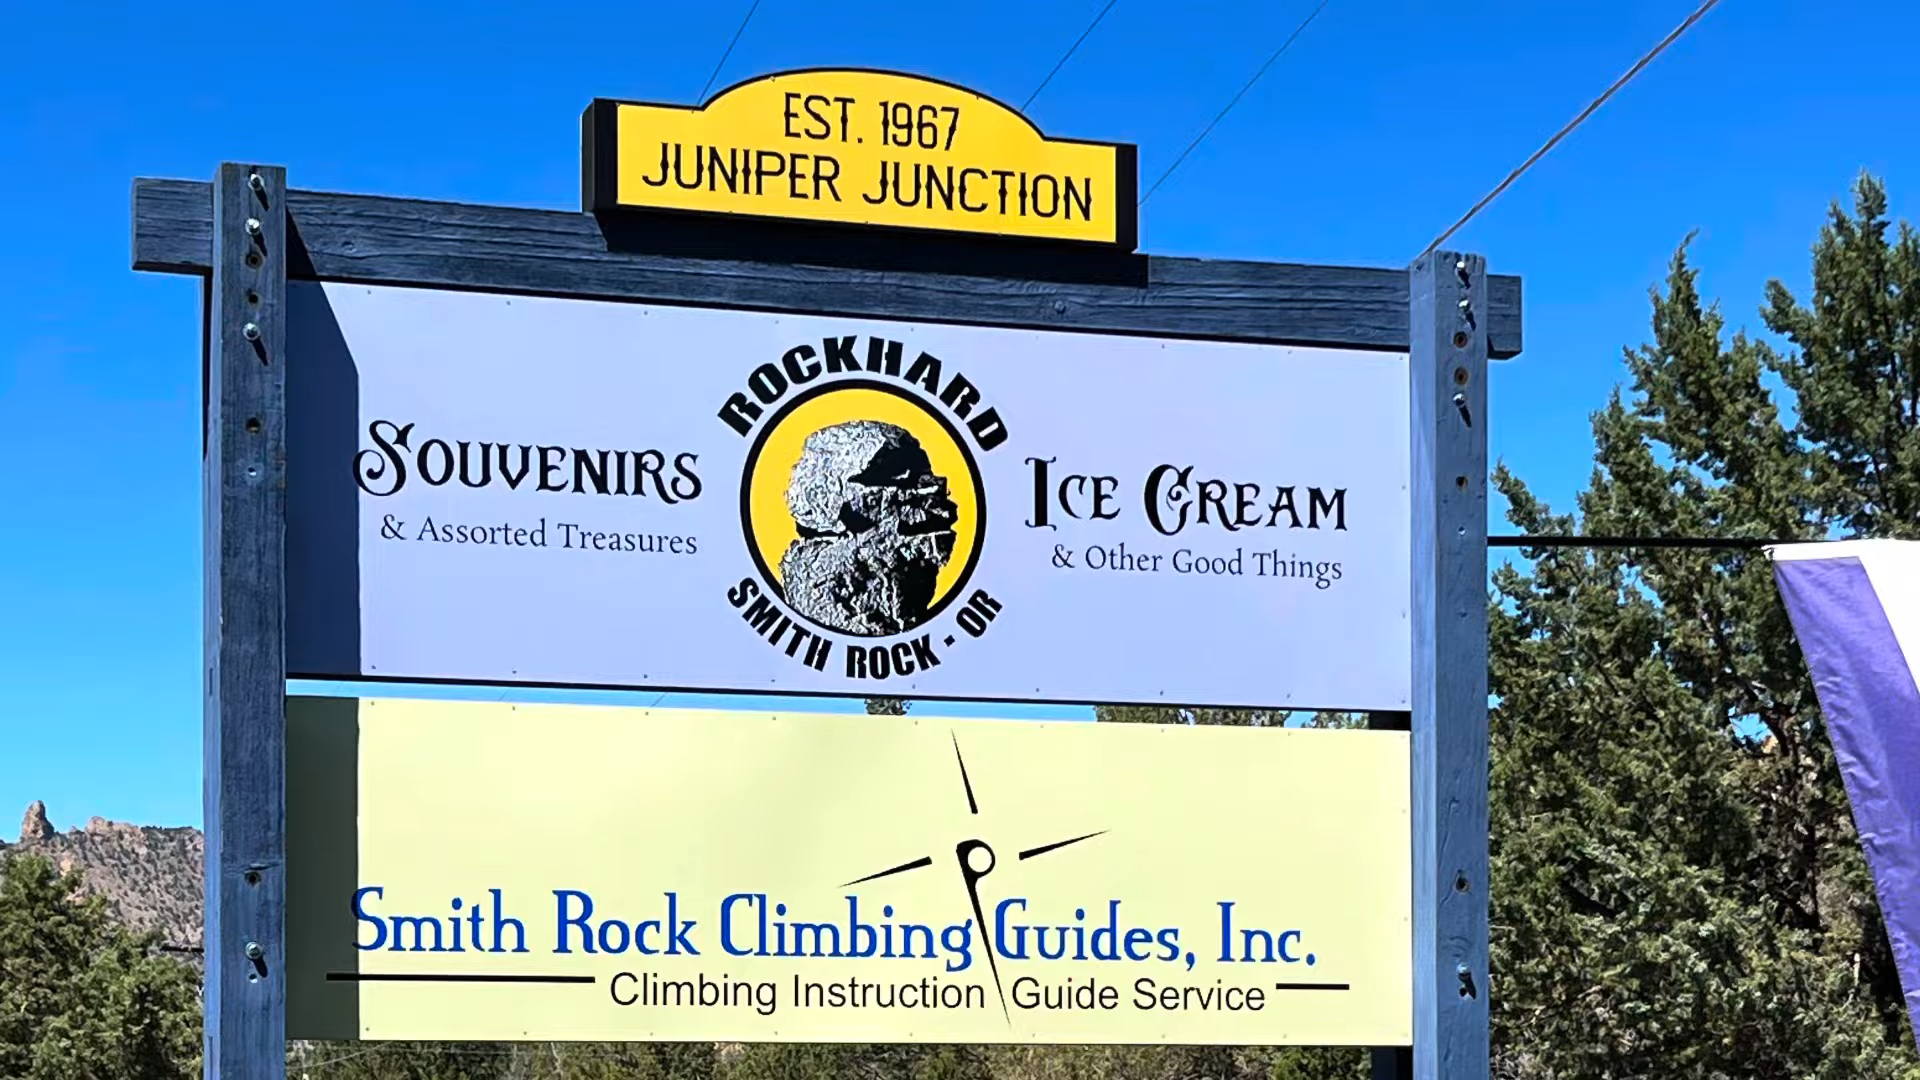 EST. 1967
JUNIPER JUNCTION
ROCKHARD
SOUVENIRS
& Assorted Treasures
ICE CREAM
& Other Good Things
SMITH ROCK - OR
Smith Rock Climbing Guides, Inc.
Climbing Instruction Guide Service